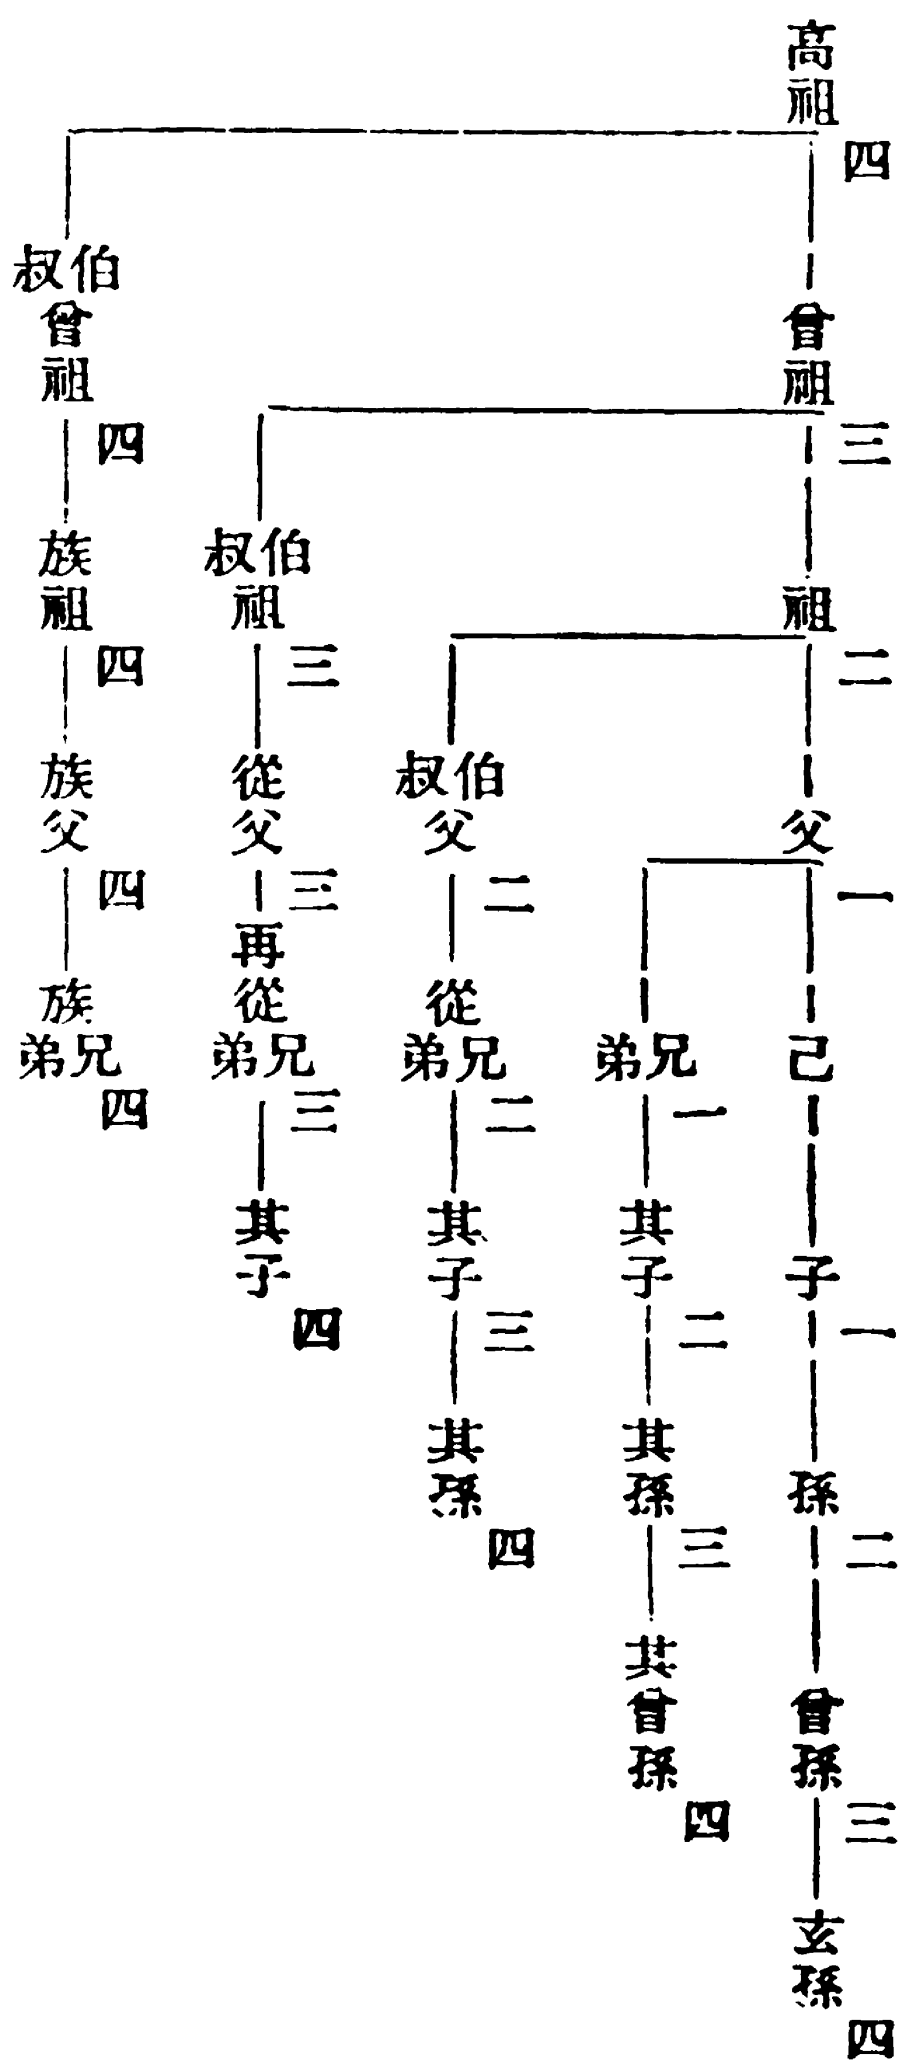 高祖
四
曾祖
三
祖
二
父
一
己
子
一
孫
二
曾孫
三
玄孫
四
兄弟
一
其子
二
其孫
三
其曾孫
四
伯叔父
二
從兄弟
二
其子
三
其孫
四
伯叔祖
三
從父
三
再從兄弟
三
其子
四
伯叔曾祖
四
族祖
四
族父
四
族兄弟
四